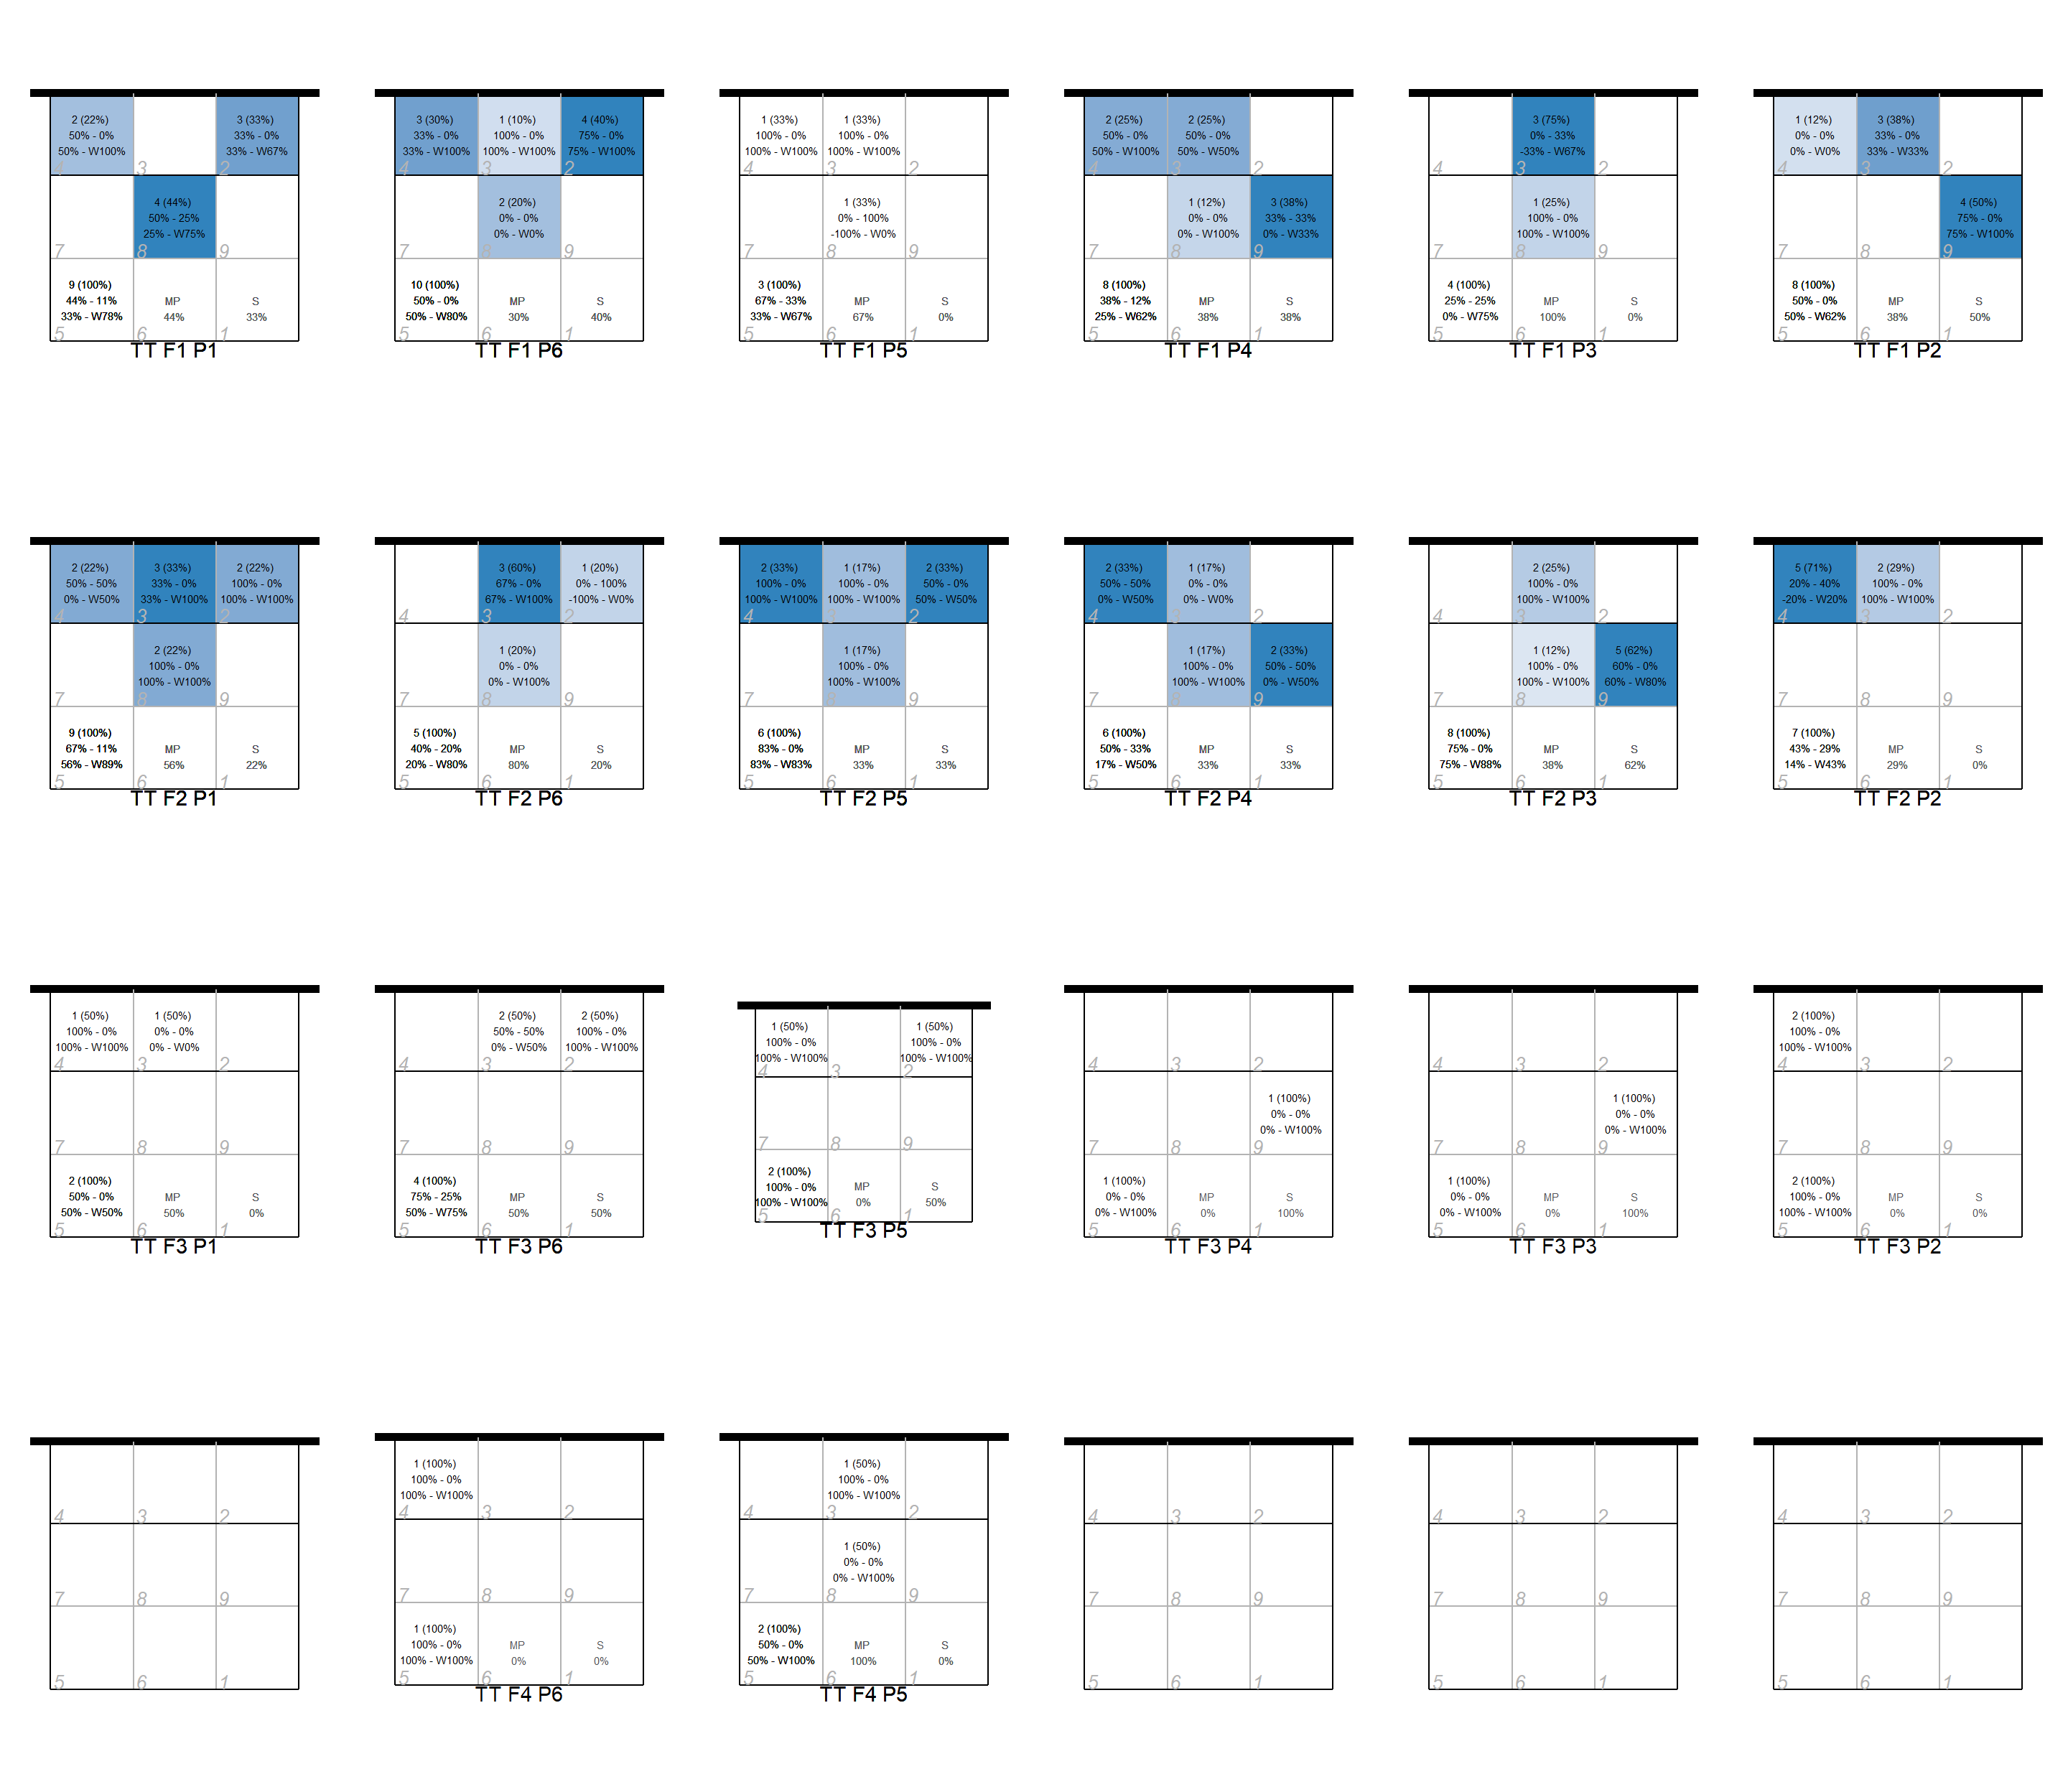 2 (22%)
50% - 0%
50% - W100%
4
3
3 (33%)
33% - 0%
33% - W67%
2
7
4 (44%)
50% - 25%
25% - W75%
8
9
9 (100%)
44% - 11%
33% - W78%
5
MP
44%
6
S
33%
1
TT F1 P1
3 (30%)
33% - 0%
33% - W100%
4
1 (10%)
100% - 0%
100% - W100%
3
4 (40%)
75% - 0%
75% - W100%
2
7
2 (20%)
0% - 0%
0% - W0%
8
9
10 (100%)
50% - 0%
50% - W80%
5
MP
30%
6
S
40%
1
TT F1 P6
1 (33%)
100% - 0%
100% - W100%
4
1 (33%)
100% - 0%
100% - W100%
3
2
7
1 (33%)
0% - 100%
-100% - W0%
8
9
3 (100%)
67% - 33%
33% - W67%
5
MP
67%
6
S
0%
1
TT F1 P5
2 (25%)
50% - 0%
50% - W100%
4
2 (25%)
50% - 0%
50% - W50%
3
2
7
1 (12%)
0% - 0%
0% - W100%
8
3 (38%)
33% - 33%
0% - W33%
9
8 (100%)
38% - 12%
25% - W62%
5
MP
38%
6
S
38%
1
TT F1 P4
4
3 (75%)
0% - 33%
-33% - W67%
3
2
7
1 (25%)
100% - 0%
100% - W100%
8
9
4 (100%)
25% - 25%
0% - W75%
5
MP
100%
6
S
0%
1
TT F1 P3
1 (12%)
0% - 0%
0% - W0%
4
3 (38%)
33% - 0%
33% - W33%
3
2
7
8
4 (50%)
75% - 0%
75% - W100%
9
8 (100%)
50% - 0%
50% - W62%
5
MP
38%
6
S
50%
1
TT F1 P2
2 (22%)
50% - 50%
0% - W50%
4
3 (33%)
33% - 0%
33% - W100%
3
2 (22%)
100% - 0%
100% - W100%
2
7
2 (22%)
100% - 0%
100% - W100%
8
9
9 (100%)
67% - 11%
56% - W89%
5
MP
56%
6
S
22%
1
TT F2 P1
4
3 (60%)
67% - 0%
67% - W100%
3
1 (20%)
0% - 100%
-100% - W0%
2
7
1 (20%)
0% - 0%
0% - W100%
8
9
5 (100%)
40% - 20%
20% - W80%
5
MP
80%
6
S
20%
1
TT F2 P6
2 (33%)
100% - 0%
100% - W100%
4
1 (17%)
100% - 0%
100% - W100%
3
2 (33%)
50% - 0%
50% - W50%
2
7
1 (17%)
100% - 0%
100% - W100%
8
9
6 (100%)
83% - 0%
83% - W83%
5
MP
33%
6
S
33%
1
TT F2 P5
2 (33%)
50% - 50%
0% - W50%
4
1 (17%)
0% - 0%
0% - W0%
3
2
7
1 (17%)
100% - 0%
100% - W100%
8
2 (33%)
50% - 50%
0% - W50%
9
6 (100%)
50% - 33%
17% - W50%
5
MP
33%
6
S
33%
1
TT F2 P4
4
2 (25%)
100% - 0%
100% - W100%
3
2
7
1 (12%)
100% - 0%
100% - W100%
8
5 (62%)
60% - 0%
60% - W80%
9
8 (100%)
75% - 0%
75% - W88%
5
MP
38%
6
S
62%
1
TT F2 P3
5 (71%)
20% - 40%
-20% - W20%
4
2 (29%)
100% - 0%
100% - W100%
3
2
7
8
9
7 (100%)
43% - 29%
14% - W43%
5
MP
29%
6
S
0%
1
TT F2 P2
1 (50%)
100% - 0%
100% - W100%
4
1 (50%)
0% - 0%
0% - W0%
3
2
7
8
9
2 (100%)
50% - 0%
50% - W50%
5
MP
50%
6
S
0%
1
TT F3 P1
4
2 (50%)
50% - 50%
0% - W50%
3
2 (50%)
100% - 0%
100% - W100%
2
7
8
9
4 (100%)
75% - 25%
50% - W75%
5
MP
50%
6
S
50%
1
TT F3 P6
1 (50%)
100% - 0%
100% - W100%
4
3
1 (50%)
100% - 0%
100% - W100%
2
7
8
9
2 (100%)
100% - 0%
100% - W100%
5
MP
0%
6
S
50%
1
TT F3 P5
4
3
2
7
8
1 (100%)
0% - 0%
0% - W100%
9
1 (100%)
0% - 0%
0% - W100%
5
MP
0%
6
S
100%
1
TT F3 P4
4
3
2
7
8
1 (100%)
0% - 0%
0% - W100%
9
1 (100%)
0% - 0%
0% - W100%
5
MP
0%
6
S
100%
1
TT F3 P3
2 (100%)
100% - 0%
100% - W100%
4
3
2
7
8
9
2 (100%)
100% - 0%
100% - W100%
5
MP
0%
6
S
0%
1
TT F3 P2
4
3
2
7
8
9
5
6
1
1 (100%)
100% - 0%
100% - W100%
4
3
2
7
8
9
1 (100%)
100% - 0%
100% - W100%
5
MP
0%
6
S
0%
1
TT F4 P6
4
1 (50%)
100% - 0%
100% - W100%
3
2
7
1 (50%)
0% - 0%
0% - W100%
8
9
2 (100%)
50% - 0%
50% - W100%
5
MP
100%
6
S
0%
1
TT F4 P5
4
3
2
7
8
9
5
6
1
4
3
2
7
8
9
5
6
1
4
3
2
7
8
9
5
6
1